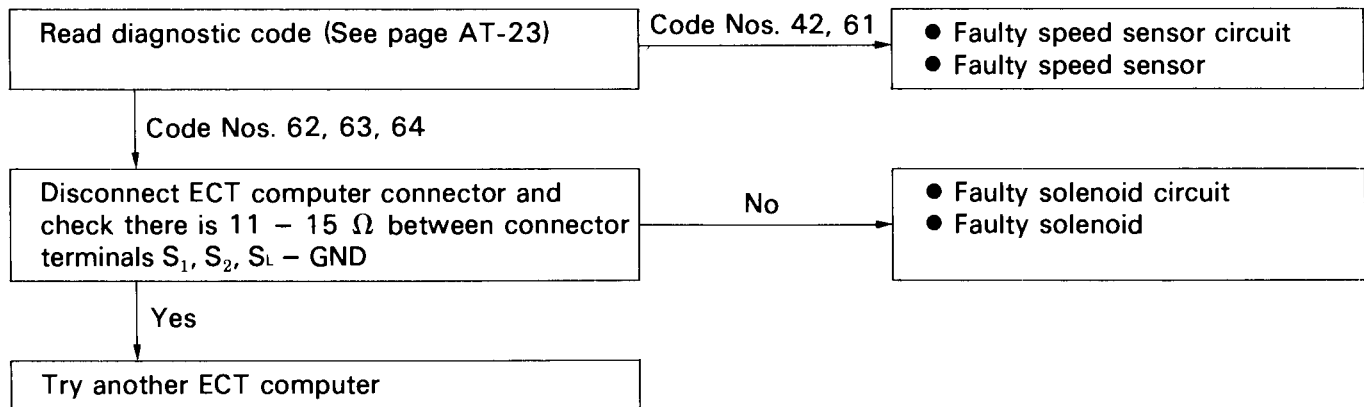 Read diagnostic code (See page AT-23)
Code Nos. 42, 61
● Faulty speed sensor circuit
● Faulty speed sensor
Code Nos. 62, 63, 64
Disconnect ECT computer connector and
check there is 11 – 15 Ω between connector
terminals S₁, S₂, SL – GND
No
● Faulty solenoid circuit
● Faulty solenoid
Yes
Try another ECT computer